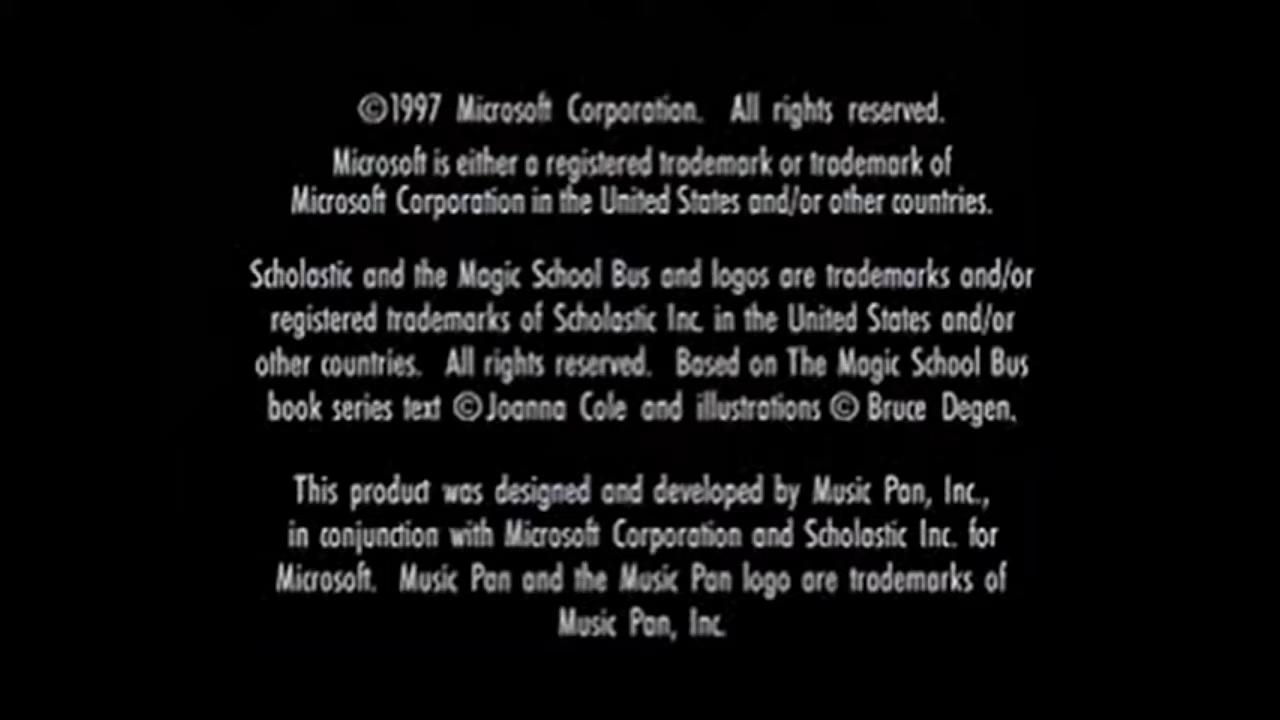 ©1997 Microsoft Corporation. All rights reserved.
Microsoft is either a registered trademark or trademark of
Microsoft Corporation in the United States and/or other countries.
Scholastic and the Magic School Bus and logos are trademarks and/or
registered trademarks of Scholastic Inc. in the United States and/or
other countries. All rights reserved. Based on The Magic School Bus
book series text © Joanna Cole and illustrations © Bruce Degen.
This product was designed and developed by Music Pan, Inc.,
in conjunction with Microsoft Corporation and Scholastic Inc. for
Microsoft. Music Pan and the Music Pan logo are trademarks of
Music Pan, Inc.